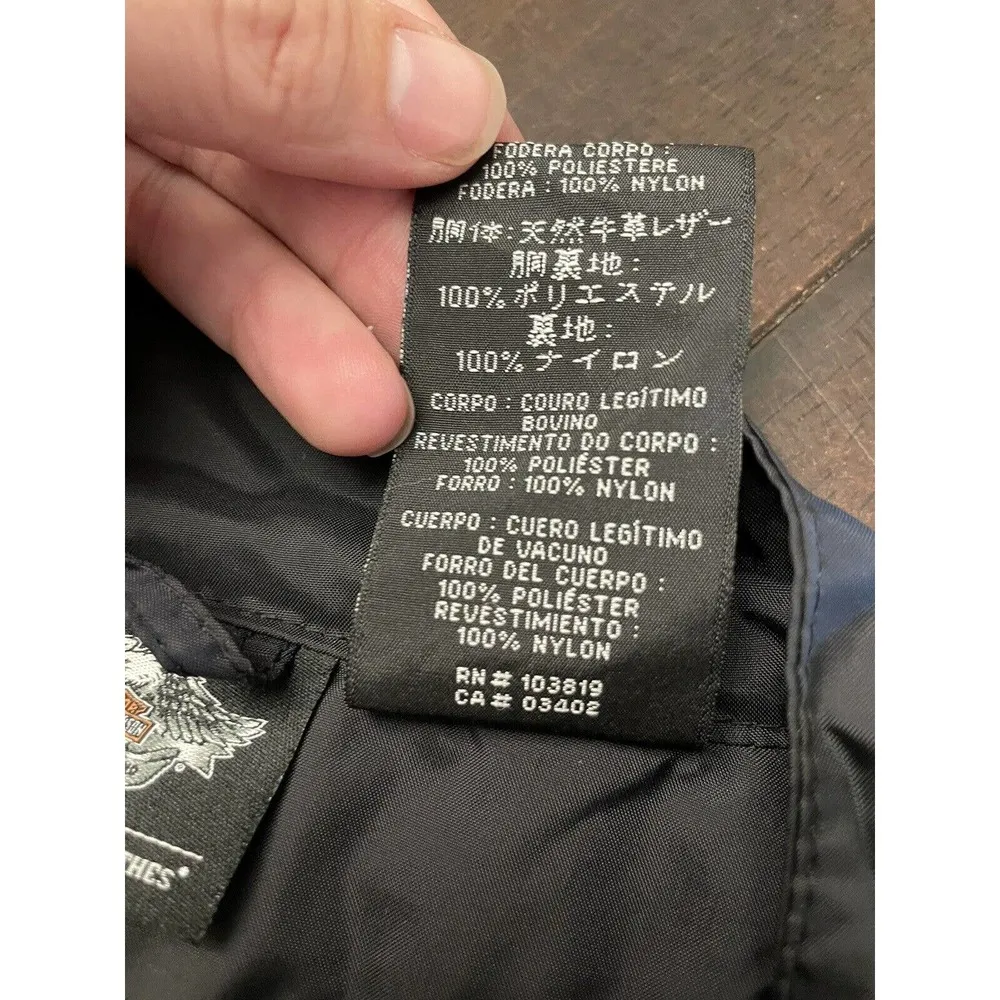 FODERA CORPO :
100% POLIESTERE
FODERA : 100% NYLON
胴体: 天然牛革レザー
胴裏地:
100%ポリエステル
裏地:
100%ナイロン
CORPO : COURO LEGÍTIMO
BOVINO
REVESTIMENTO DO CORPO :
100% POLIÉSTER
FORRO : 100% NYLON
CUERPO : CUERO LEGÍTIMO
DE VACUNO
FORRO DEL CUERPO :
100% POLIÉSTER
REVESTIMIENTO :
100% NYLON
RN # 103819
CA # 03402